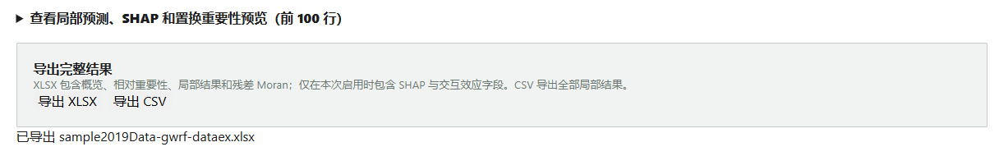 ▶ 查看局部预测、SHAP 和置换重要性预览（前 100 行）
导出完整结果
XLSX 包含概览、相对重要性、局部结果和残差 Moran；仅在本次启用时包含 SHAP 与交互效应字段。CSV 导出全部局部结果。
导出 XLSX 导出 CSV
已导出 sample2019Data-gwrf-dataex.xlsx